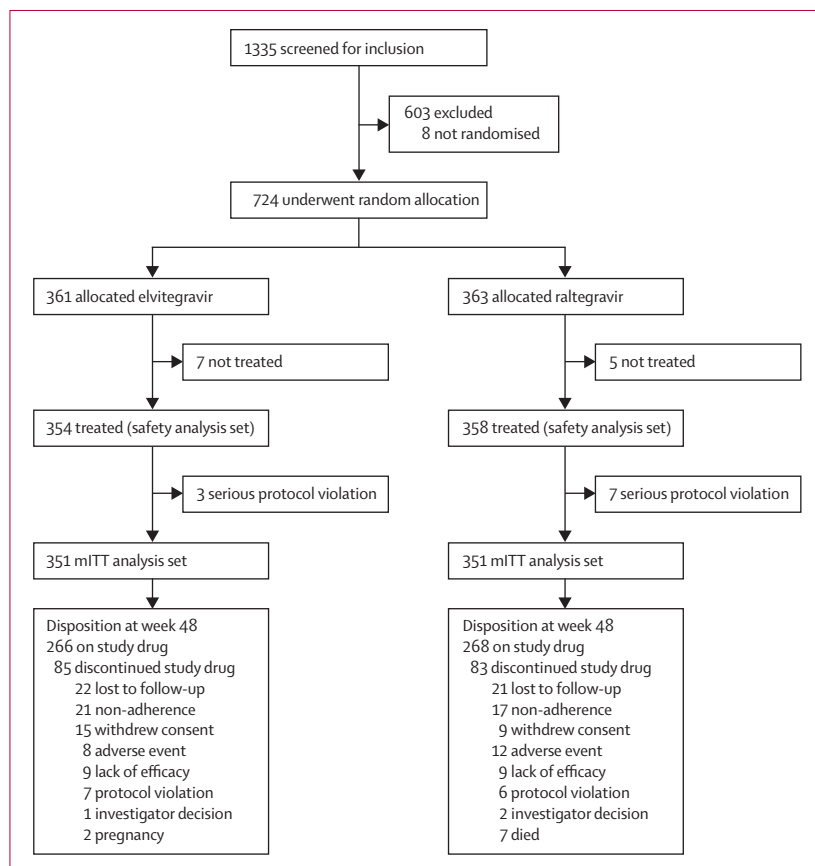 1335 screened for inclusion
603 excluded
8 not randomised
724 underwent random allocation
361 allocated elvitegravir
363 allocated raltegravir
7 not treated
5 not treated
354 treated (safety analysis set)
358 treated (safety analysis set)
3 serious protocol violation
7 serious protocol violation
351 mITT analysis set
351 mITT analysis set
Disposition at week 48
266 on study drug
85 discontinued study drug
22 lost to follow-up
21 non-adherence
15 withdrew consent
8 adverse event
9 lack of efficacy
7 protocol violation
1 investigator decision
2 pregnancy
Disposition at week 48
268 on study drug
83 discontinued study drug
21 lost to follow-up
17 non-adherence
9 withdrew consent
12 adverse event
9 lack of efficacy
6 protocol violation
2 investigator decision
7 died